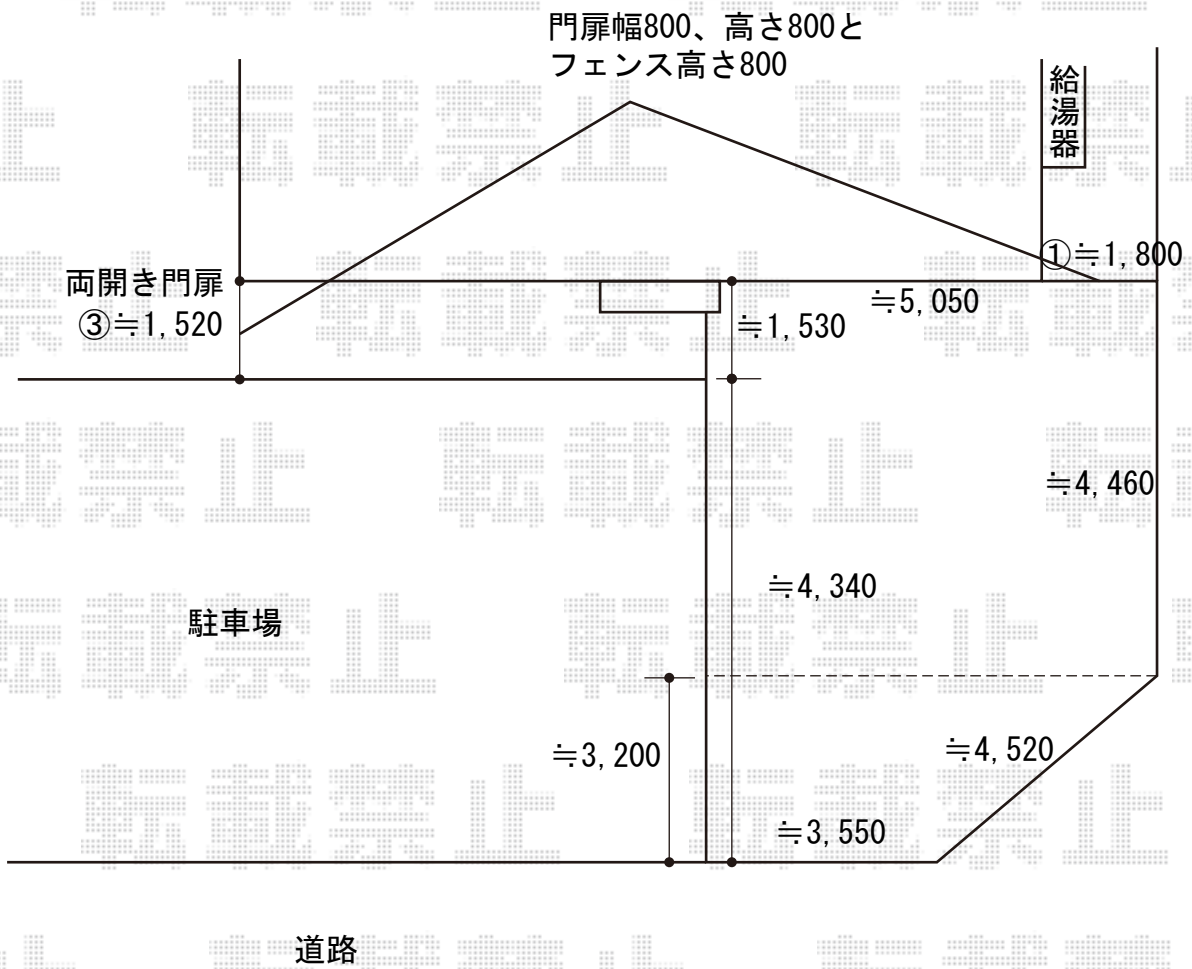 門扉幅800、高さ800と
フェンス高さ800
給湯器
①≒1,800
両開き門扉
③≒1,520
≒5,050
≒1,530
≒4,460
≒4,340
駐車場
≒3,200
≒4,520
≒3,550
道路
転載禁止